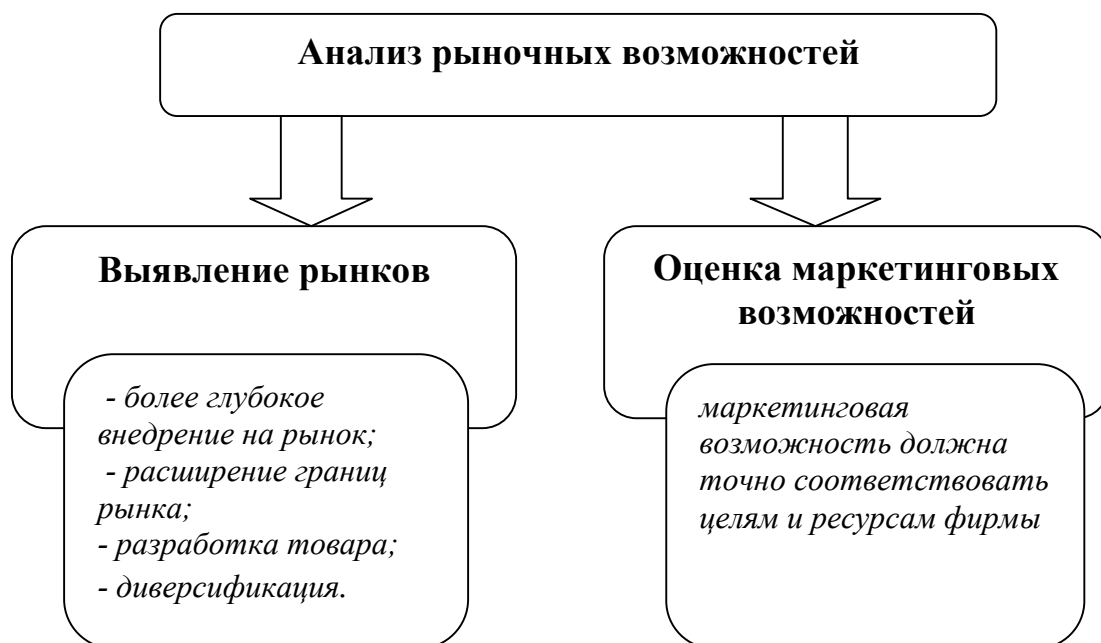 Анализ рыночных возможностей
Выявление рынков
- более глубокое
внедрение на рынок;
- расширение границ
рынка;
- разработка товара;
- диверсификация.
Оценка маркетинговых
возможностей
маркетинговая
возможность должна
точно соответствовать
целям и ресурсам фирмы